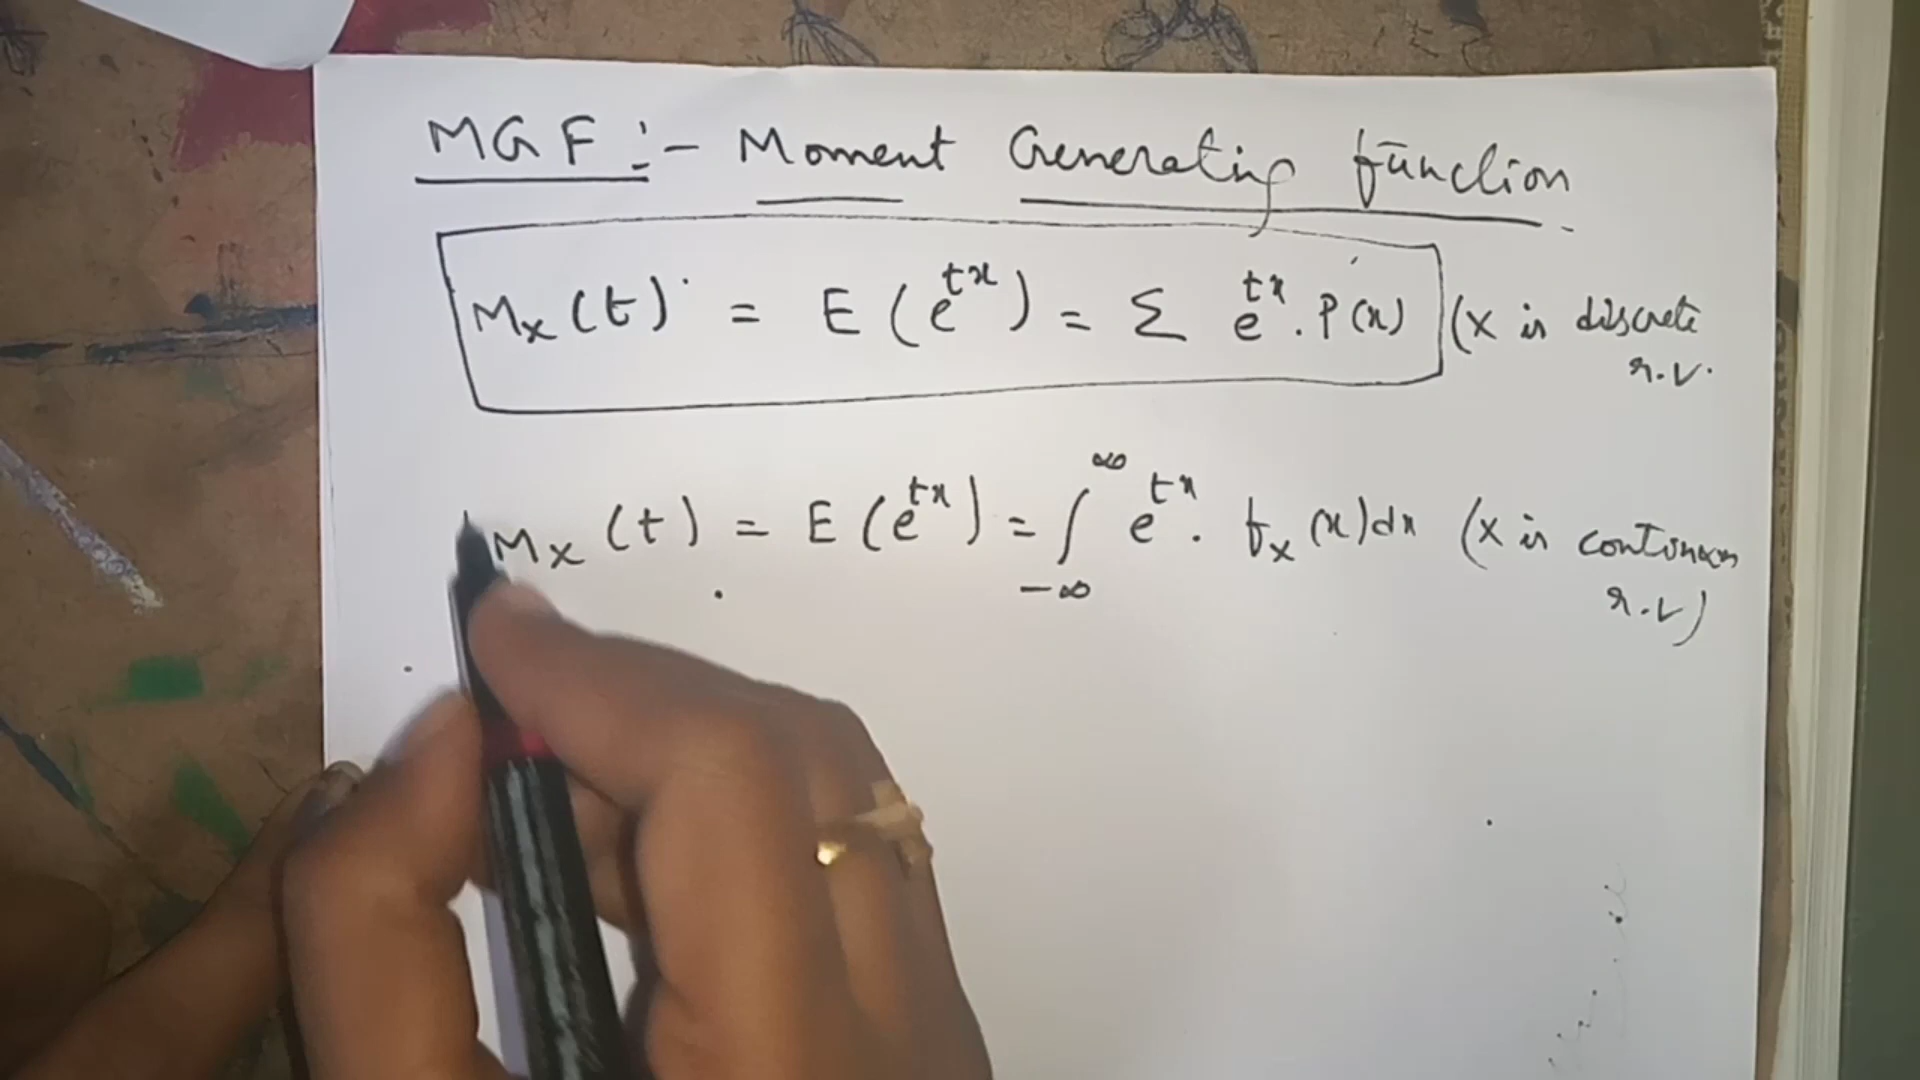 MGF :- Moment Generating function
Mx(t) = E(e^tx) = Σ e^tx . P(x) (X is discrete
r.v.
Mx(t) = E(e^tx) = ∫_-∞^∞ e^tx . fx(x)dx (X is continuous
r.v)